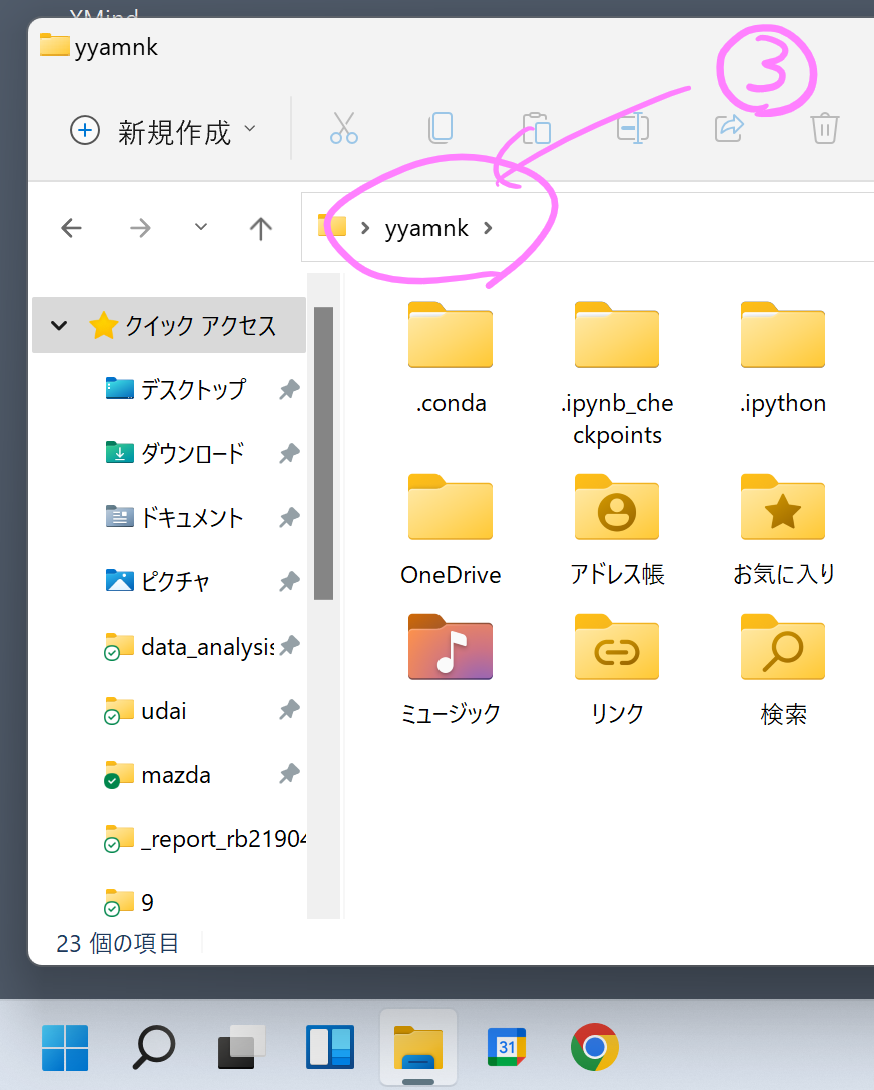 XMind
yyamnk
3
新規作成
yyamnk
クイック アクセス
デスクトップ
ダウンロード
ドキュメント
ピクチャ
data_analysis
udai
mazda
_report_rb21904
9
.conda
.ipynb_che
ckpoints
.ipython
OneDrive
アドレス帳
お気に入り
ミュージック
リンク
検索
23 個の項目
31